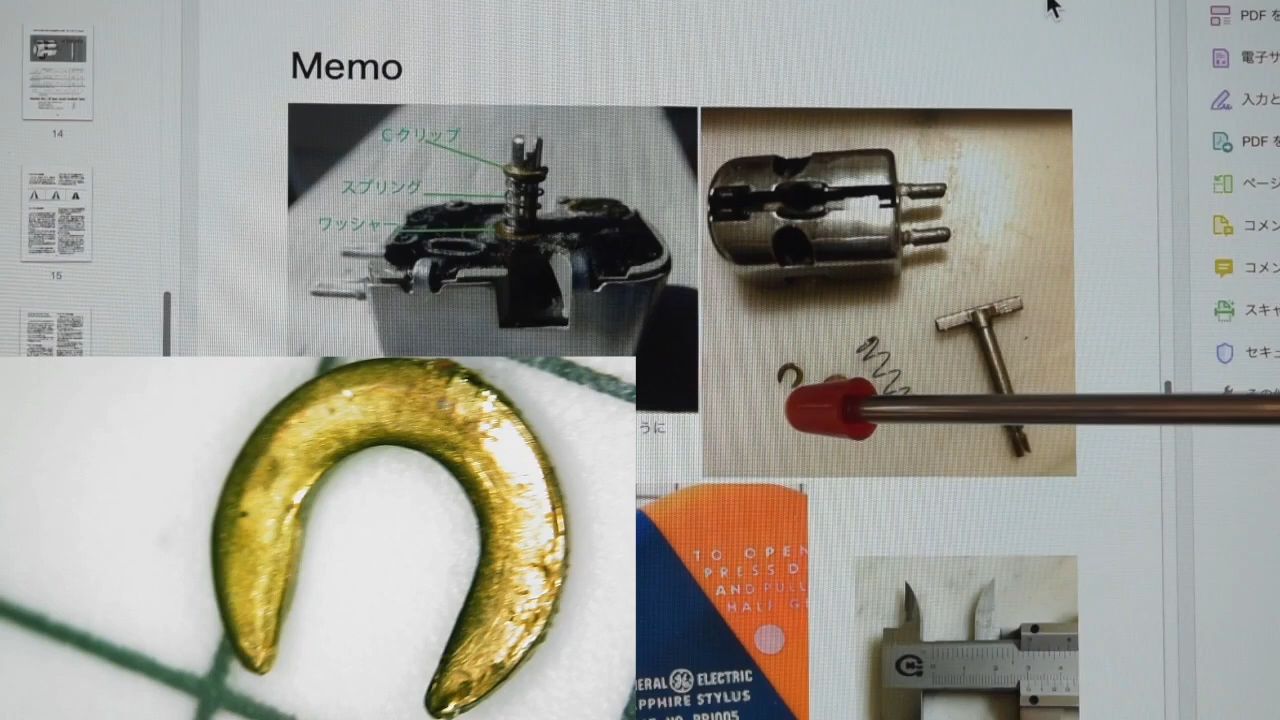 Memo
14
15
Cクリップ
スプリング
ワッシャー
うに
TO OPEN
PRESS D
AND PULL
HALF
ERAL GE ELECTRIC
PPHIRE STYLUS
PDF を
電子サ
入力と
PDF を
ページ
コメン
コメン
スキャ
セキュ